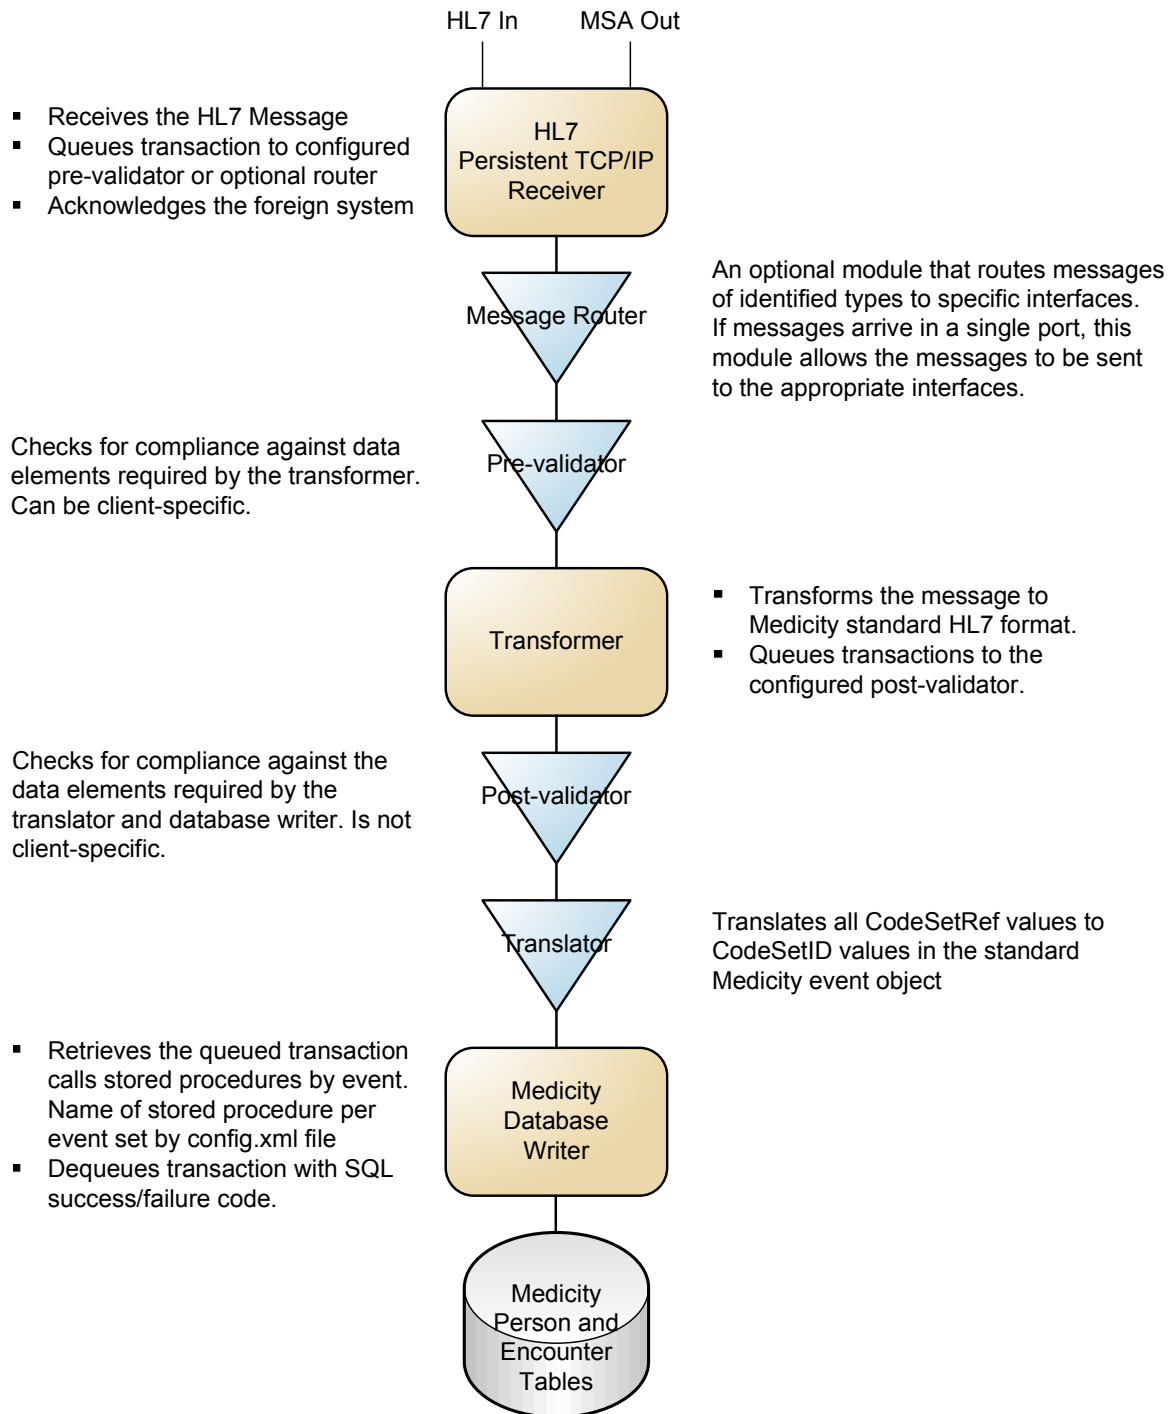 HL7 In
MSA Out
▪ Receives the HL7 Message
▪ Queues transaction to configured
pre-validator or optional router
▪ Acknowledges the foreign system
HL7
Persistent TCP/IP
Receiver
Message Router
An optional module that routes messages
of identified types to specific interfaces.
If messages arrive in a single port, this
module allows the messages to be sent
to the appropriate interfaces.
Checks for compliance against data
elements required by the transformer.
Can be client-specific.
Pre-validator
Transformer
▪ Transforms the message to
Medicity standard HL7 format.
▪ Queues transactions to the
configured post-validator.
Checks for compliance against the
data elements required by the
translator and database writer. Is not
client-specific.
Post-validator
Translator
Translates all CodeSetRef values to
CodeSetID values in the standard
Medicity event object
▪ Retrieves the queued transaction
calls stored procedures by event.
Name of stored procedure per
event set by config.xml file
▪ Dequeues transaction with SQL
success/failure code.
Medicity
Database
Writer
Medicity
Person and
Encounter
Tables